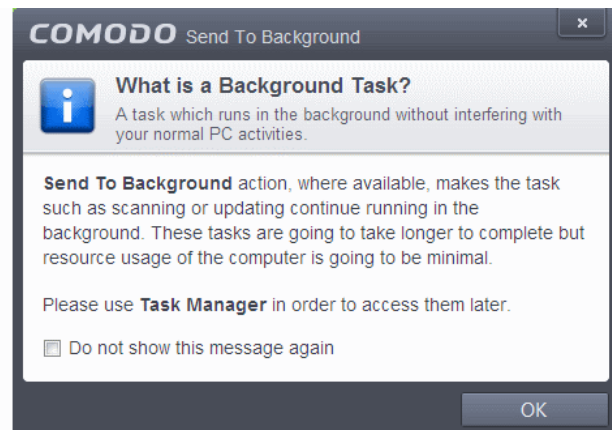 COMODO Send To Background
What is a Background Task?
A task which runs in the background without interfering with
your normal PC activities.
Send To Background action, where available, makes the task
such as scanning or updating continue running in the
background. These tasks are going to take longer to complete but
resource usage of the computer is going to be minimal.
Please use Task Manager in order to access them later.
Do not show this message again
OK